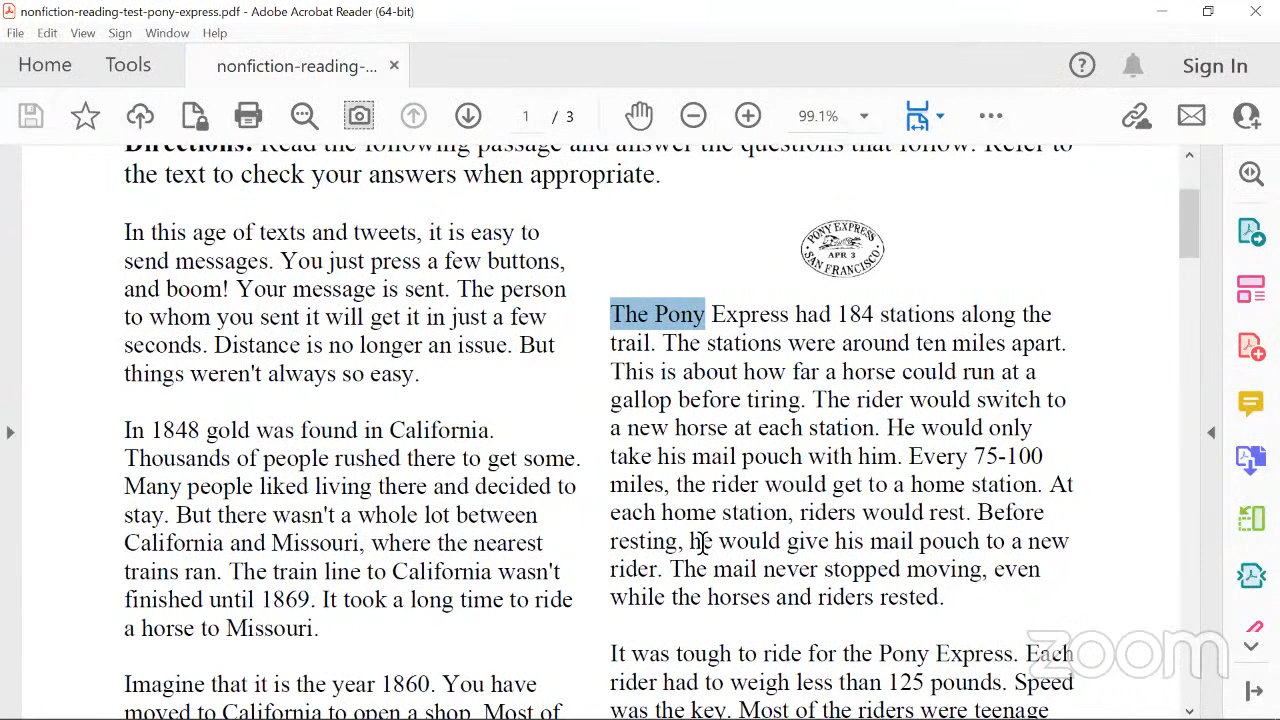 nonfiction-reading-test-pony-express.pdf - Adobe Acrobat Reader (64-bit)
File Edit View Sign Window Help
Home Tools nonfiction-reading-... Sign In
1 / 3 99.1%
Directions: Read the following passage and answer the questions that follow. Refer to
the text to check your answers when appropriate.
In this age of texts and tweets, it is easy to
send messages. You just press a few buttons,
and boom! Your message is sent. The person
to whom you sent it will get it in just a few
seconds. Distance is no longer an issue. But
things weren't always so easy.
In 1848 gold was found in California.
Thousands of people rushed there to get some.
Many people liked living there and decided to
stay. But there wasn't a whole lot between
California and Missouri, where the nearest
trains ran. The train line to California wasn't
finished until 1869. It took a long time to ride
a horse to Missouri.
Imagine that it is the year 1860. You have
moved to California to open a shop. Most of
PONY EXPRESS
APR 3
SAN FRANCISCO
The Pony Express had 184 stations along the
trail. The stations were around ten miles apart.
This is about how far a horse could run at a
gallop before tiring. The rider would switch to
a new horse at each station. He would only
take his mail pouch with him. Every 75-100
miles, the rider would get to a home station. At
each home station, riders would rest. Before
resting, he would give his mail pouch to a new
rider. The mail never stopped moving, even
while the horses and riders rested.
It was tough to ride for the Pony Express. Each
rider had to weigh less than 125 pounds. Speed
was the key. Most of the riders were teenage
zoom